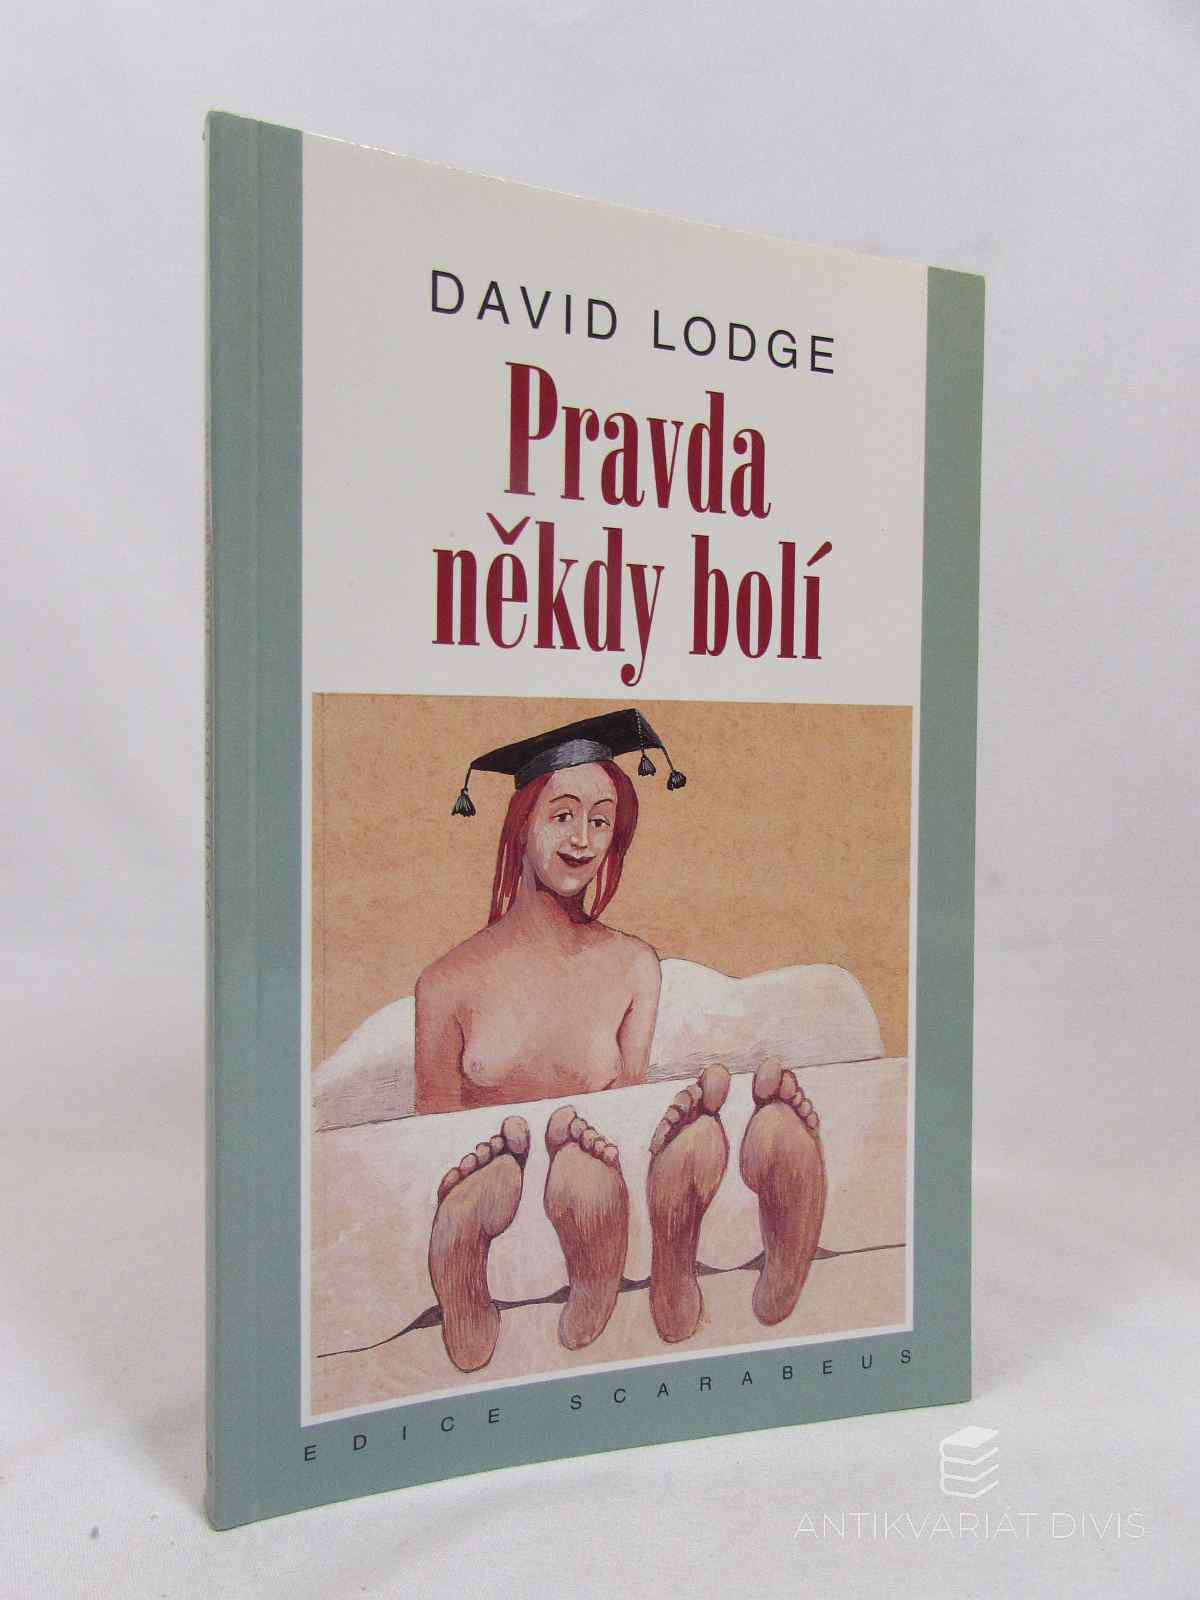 DAVID LODGE
Pravda
někdy bolí
EDICE SCARABEUS
ANTIKVARIÁT DIVIŠ